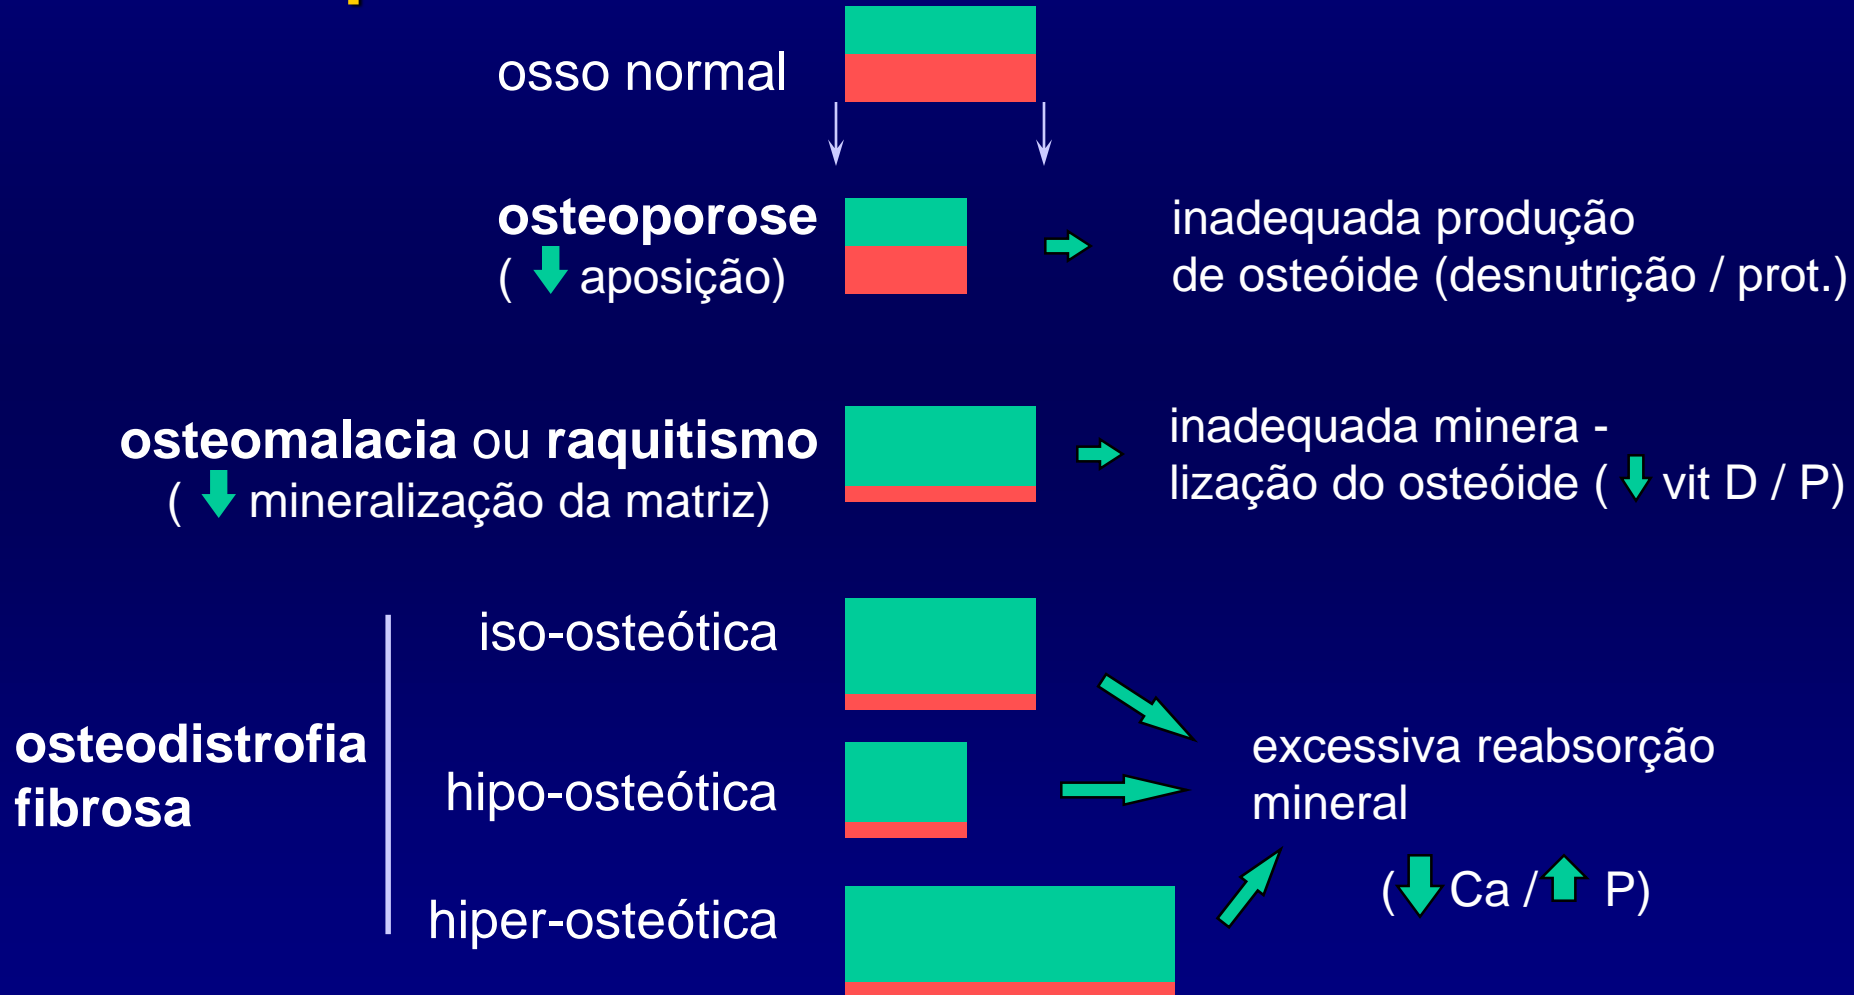 osso normal
osteoporose
( aposição)
inadequada produção
de osteóide (desnutrição / prot.)
osteomalacia ou raquitismo
( mineralização da matriz)
inadequada minera -
lização do osteóide ( vit D / P)
osteodistrofia
fibrosa
iso-osteótica
hipo-osteótica
hiper-osteótica
excessiva reabsorção
mineral
( Ca / P)